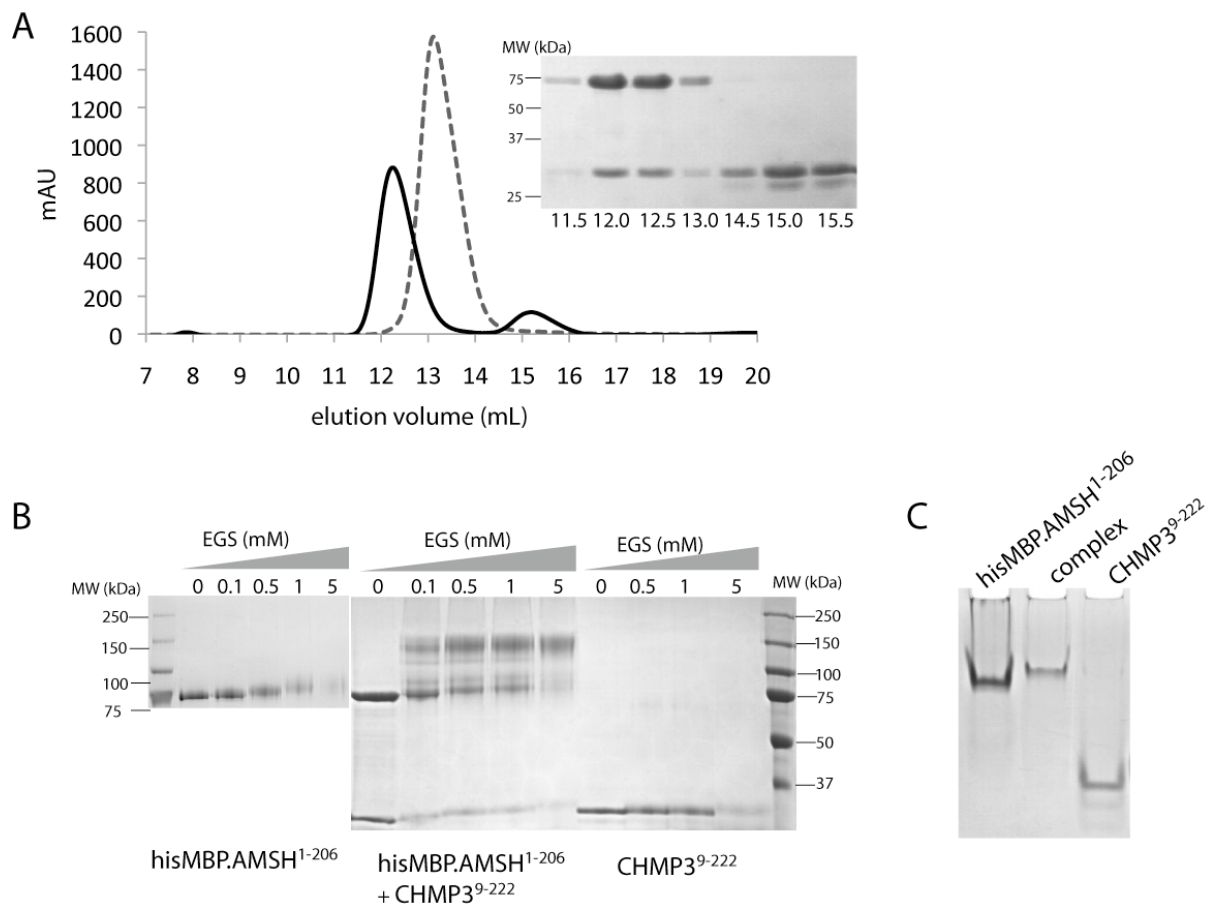 A
1600
1400
1200
1000
800
600
400
200
0
mAU
7 8 9 10 11 12 13 14 15 16 17 18 19 20
elution volume (mL)
MW (kDa)
75
50
37
25
11.5 12.0 12.5 13.0 14.5 15.0 15.5
B
EGS (mM) EGS (mM) EGS (mM)
MW (kDa) 0 0.1 0.5 1 5 0 0.1 0.5 1 5 0 0.5 1 5 MW (kDa)
250
150
100
75
250
150
100
75
50
37
hisMBP.AMSH1-206
hisMBP.AMSH1-206
+ CHMP39-222
CHMP39-222
C
hisMBP.AMSH1-206
complex
CHMP39-222